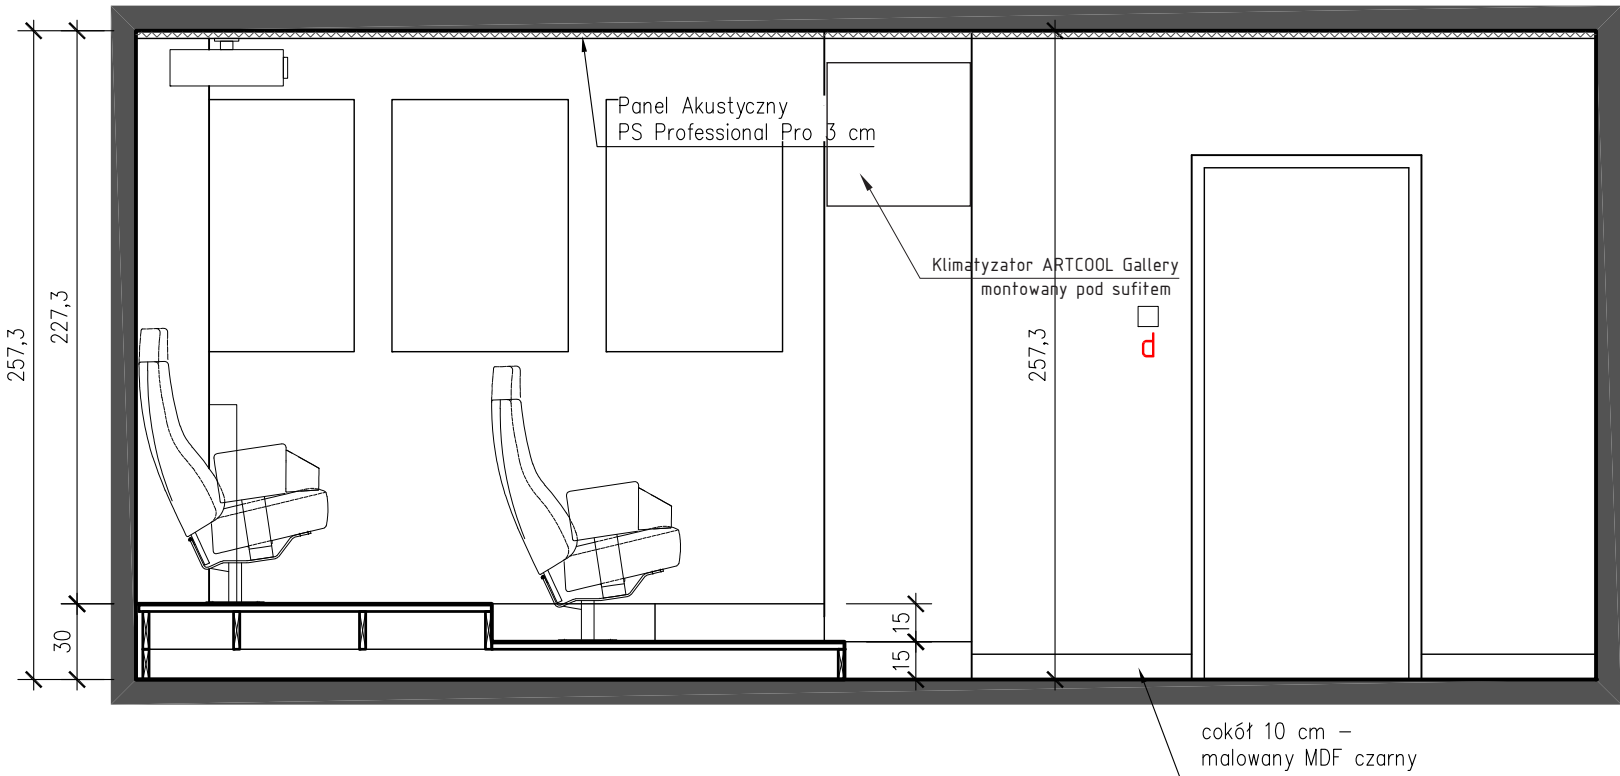 Panel Akustyczny
PS Professional Pro 3 cm
Klimatyzator ARTCOOL Gallery
montowany pod sufitem
257,3
227,3
257,3
d
30
15
15
cokół 10 cm –
malowany MDF czarny